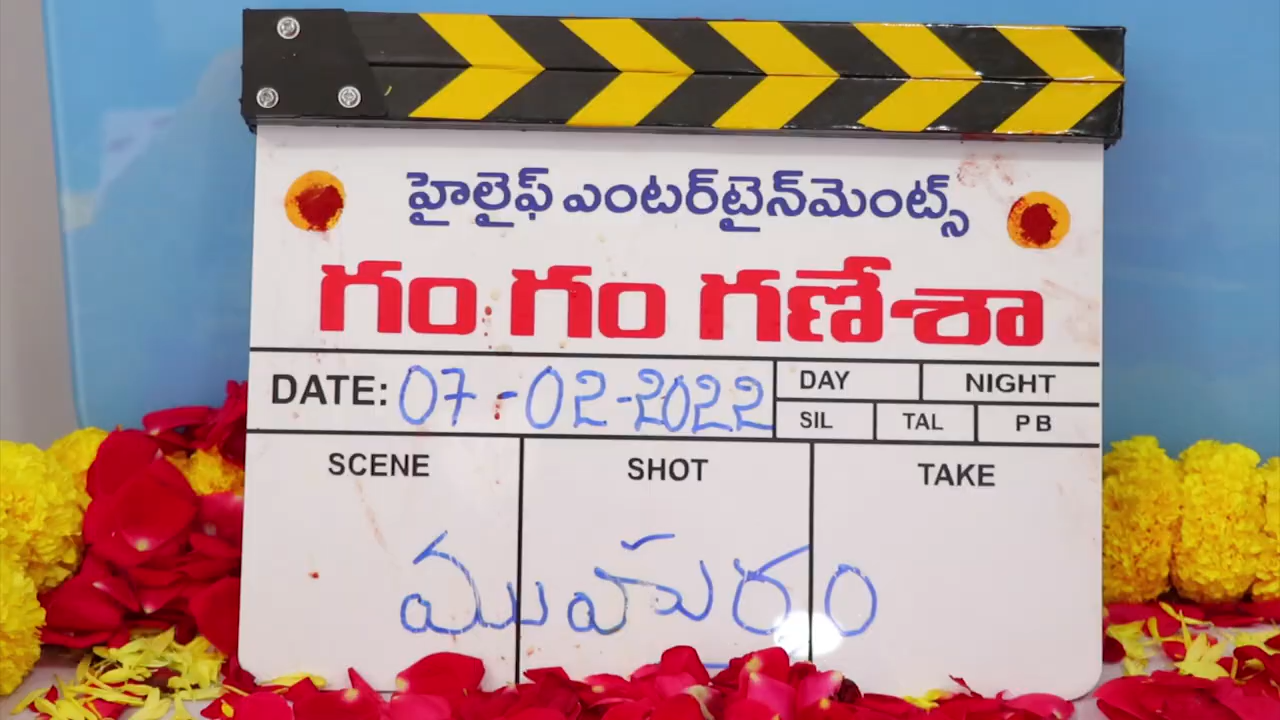 హైలైఫ్ ఎంటర్‌టైన్‌మెంట్స్
గం గం గణేశా
DATE: 07-02-2022
DAY NIGHT
SIL TAL PB
SCENE SHOT TAKE